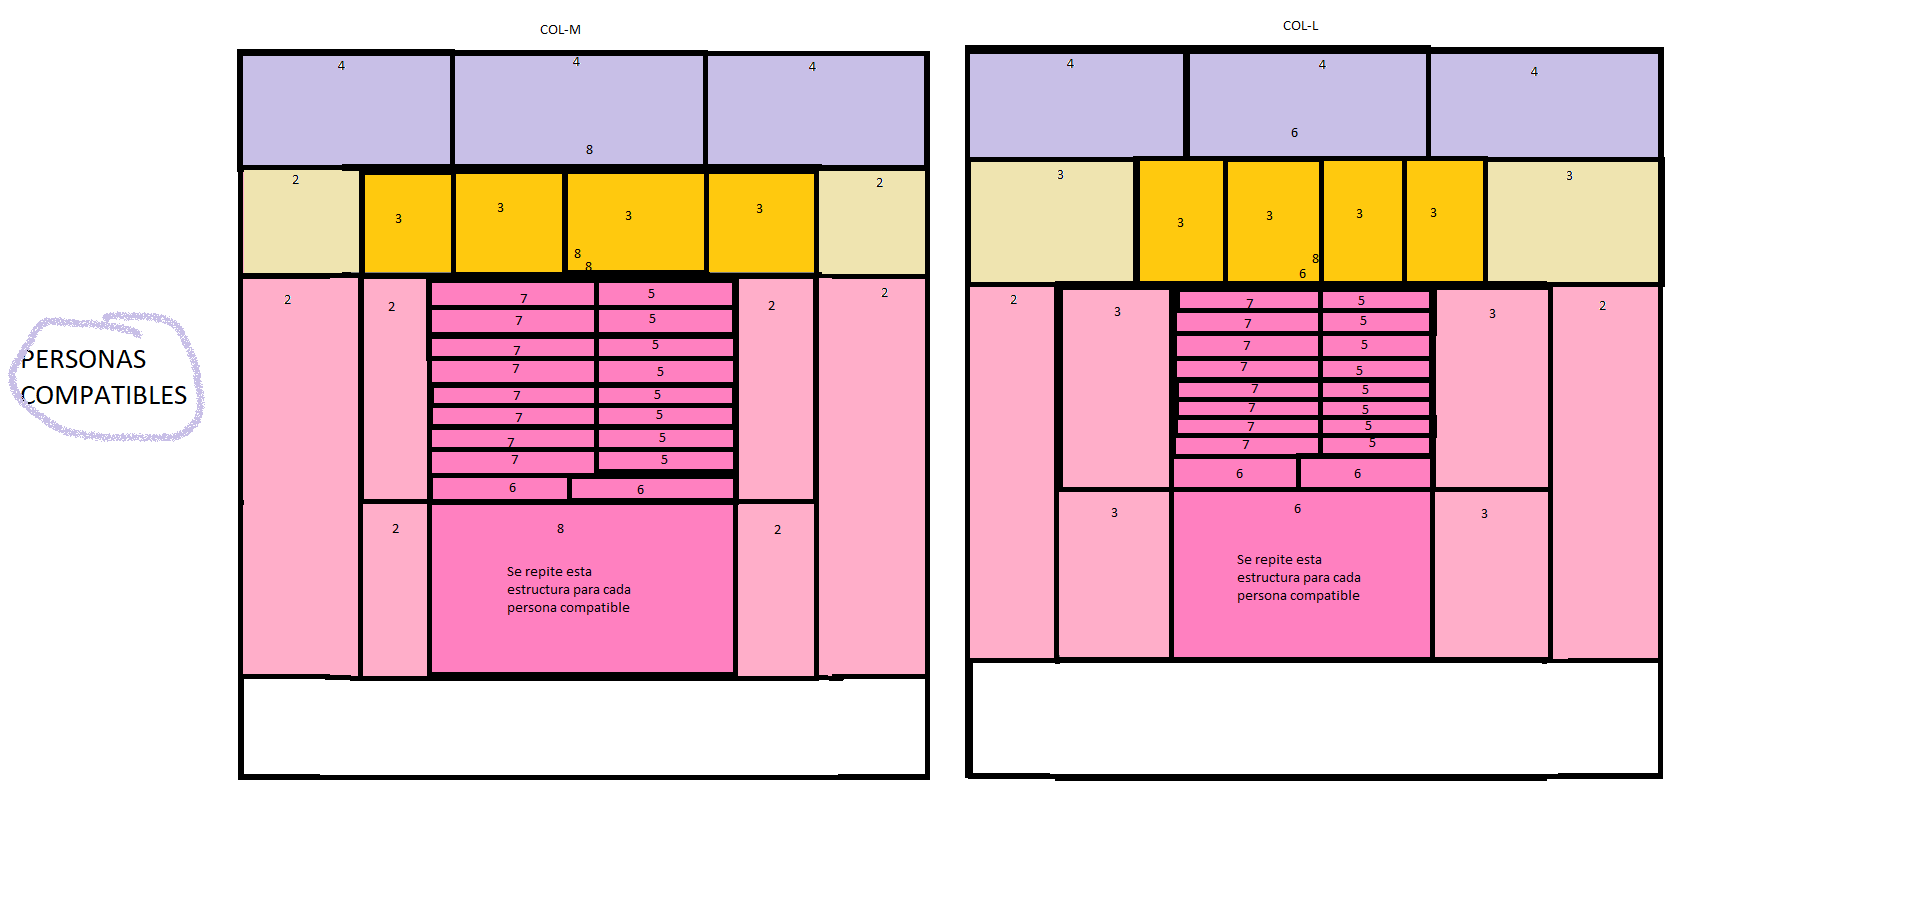 COL-M
4 4 4
8
2 2
3 3 3 3
8
8
2 2 2 2
7 5
7 5
7 5
7 5
7 5
7 5
7 5
7 5
6 6
2 8 2
Se repite esta
estructura para cada
persona compatible
COL-L
4 4 4
6
3 3
3 3 3 3
8
6
2 3 3 2
7 5
7 5
7 5
7 5
7 5
7 5
7 5
7 5
6 6
3 6 3
Se repite esta
estructura para cada
persona compatible
PERSONAS
COMPATIBLES